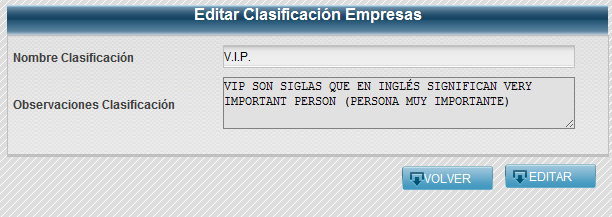 Editar Clasificación Empresas
Nombre Clasificación
V.I.P.
Observaciones Clasificación
VIP SON SIGLAS QUE EN INGLÉS SIGNIFICAN VERY
IMPORTANT PERSON (PERSONA MUY IMPORTANTE)
VOLVER
EDITAR